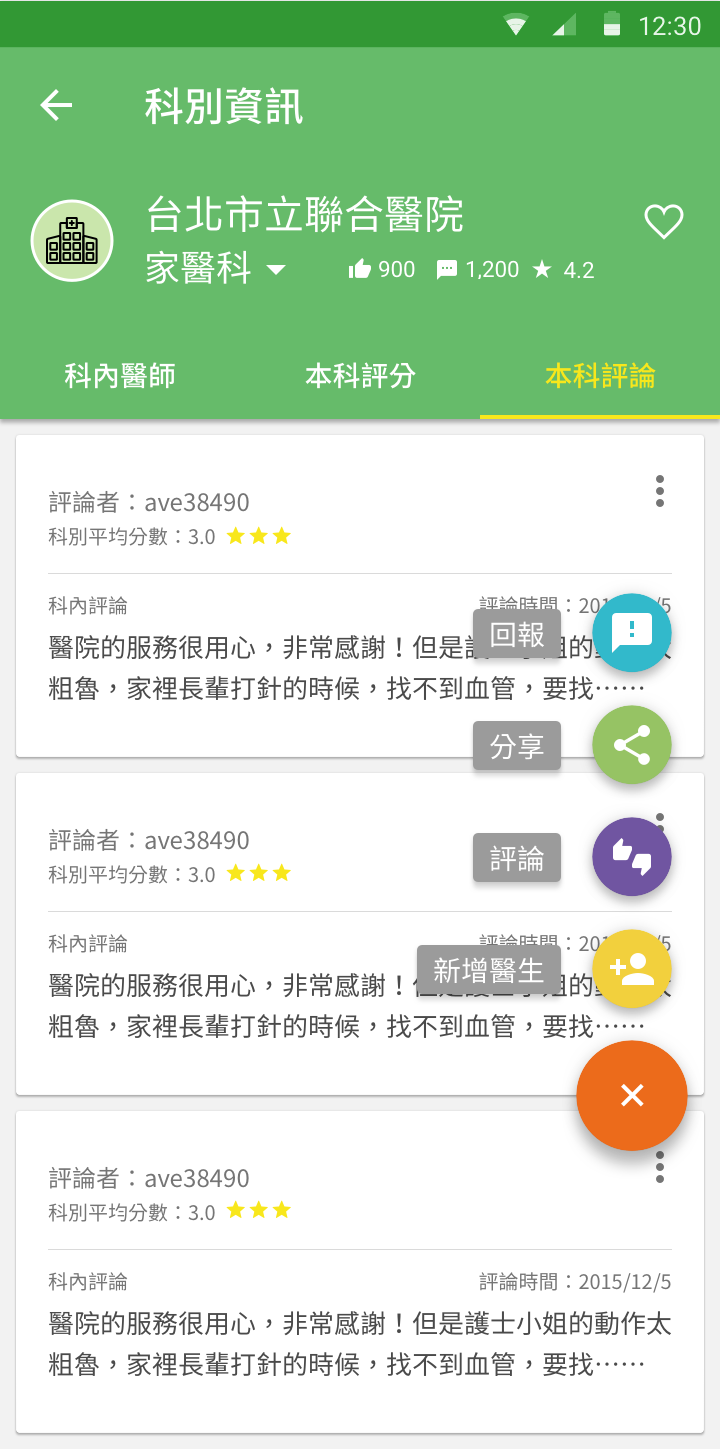 12:30
科別資訊
台北市立聯合醫院
家醫科 900 1,200 4.2
科內醫師 本科評分 本科評論
評論者：ave38490
科別平均分數：3.0
科內評論 評論時間：201 /5
回報
醫院的服務很用心，非常感謝！但是 的
粗魯，家裡長輩打針的時候，找不到血管，要找⋯⋯
分享
評論者：ave38490
評論
科別平均分數：3.0
科內評論 評論時間：201 /5
新增醫生
醫院的服務很用心，非常感謝！ 的
粗魯，家裡長輩打針的時候，找不到血管，要找⋯⋯
評論者：ave38490
科別平均分數：3.0
科內評論 評論時間：2015/12/5
醫院的服務很用心，非常感謝！但是護士小姐的動作太
粗魯，家裡長輩打針的時候，找不到血管，要找⋯⋯